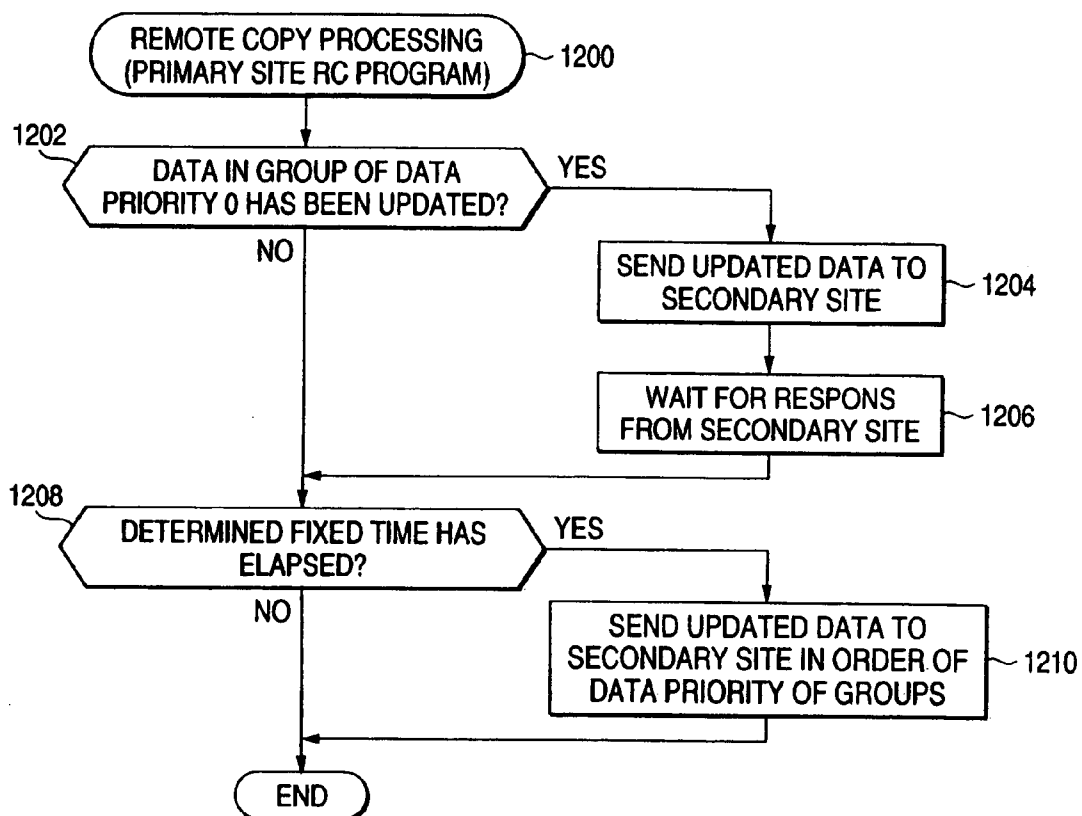 REMOTE COPY PROCESSING
(PRIMARY SITE RC PROGRAM)
1200
1202
DATA IN GROUP OF DATA
PRIORITY 0 HAS BEEN UPDATED?
YES
NO
SEND UPDATED DATA TO
SECONDARY SITE
1204
WAIT FOR RESPONS
FROM SECONDARY SITE
1206
1208
DETERMINED FIXED TIME HAS
ELAPSED?
YES
NO
SEND UPDATED DATA TO
SECONDARY SITE IN ORDER OF
DATA PRIORITY OF GROUPS
1210
END